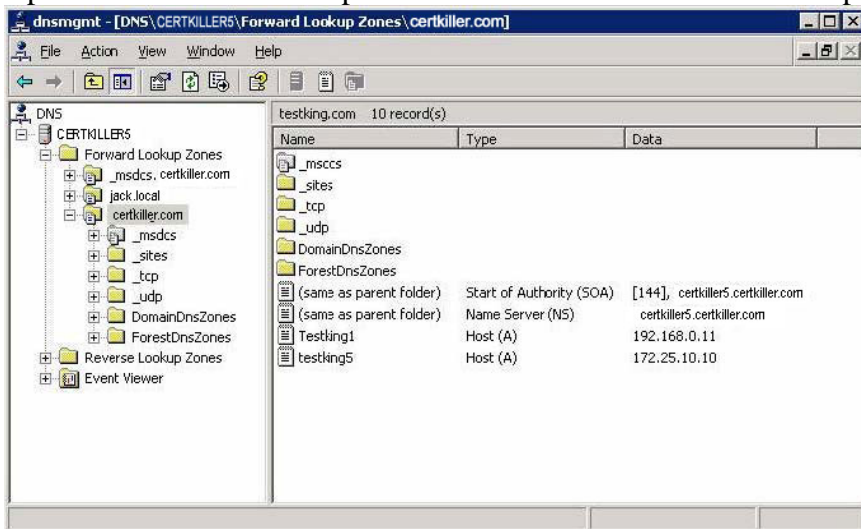 dnsmgmt - [DNS\CERTKILLER5\Forward Lookup Zones\certkiller.com]
File Action View Window Help
DNS
CERTKILLER5
Forward Lookup Zones
_msdcs. certkiller.com
jack.local
certkiller.com
_msdcs
_sites
_tcp
_udp
DomainDnsZones
ForestDnsZones
Reverse Lookup Zones
Event Viewer
testking.com 10 record(s)
Name Type Data
_msccs
_sites
_tcp
_udp
DomainDnsZones
ForestDnsZones
(same as parent folder) Start of Authority (SOA) [144], certkiller5.certkiller.com
(same as parent folder) Name Server (NS) certkiller5.certkiller.com
Testking1 Host (A) 192.168.0.11
testking5 Host (A) 172.25.10.10